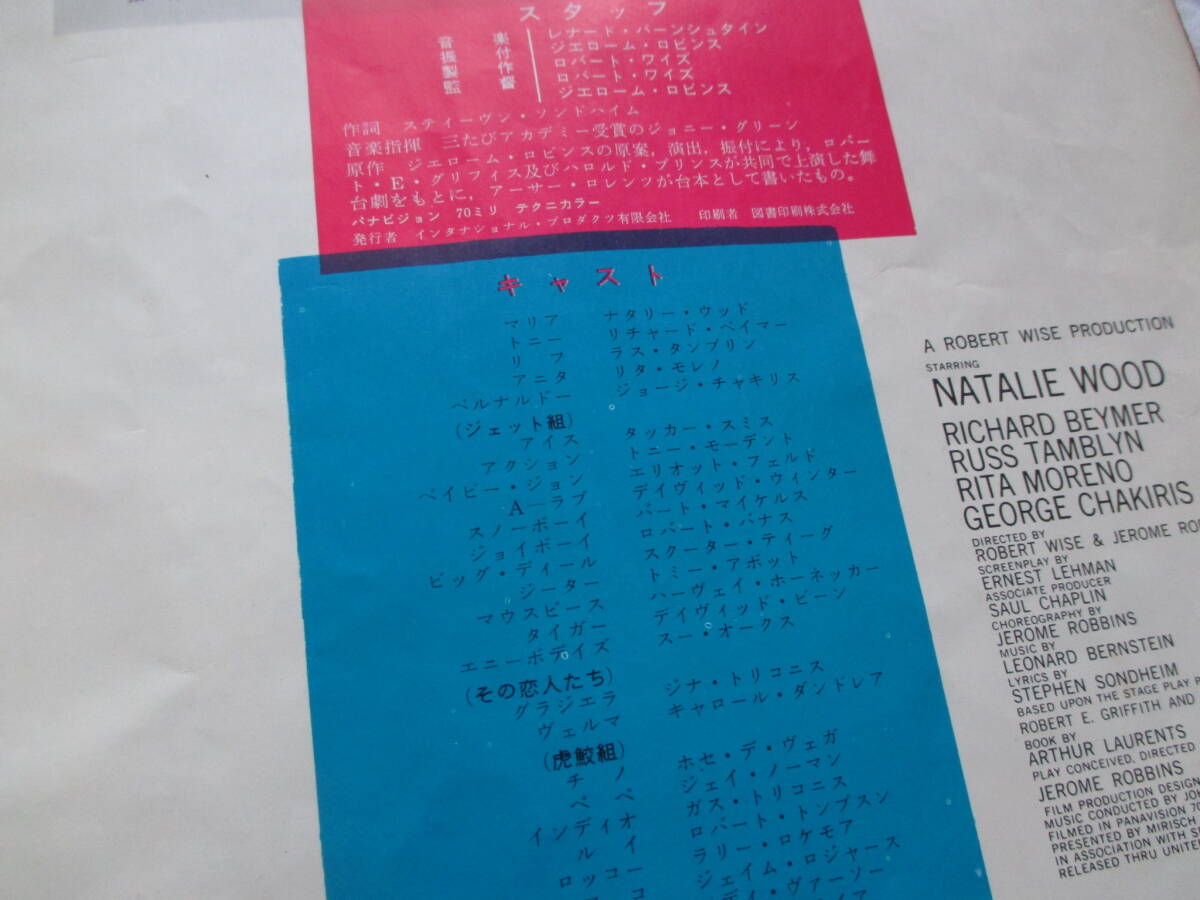 スタッフ
音楽 レナード・バーンシュタイン
振付 ジエローム・ロビンス
製作 ロバート・ワイズ
監督 ロバート・ワイズ
ジエローム・ロビンス
作詞 スティーヴン・ソンドハイム
音楽指揮 三たびアカデミー受賞のジョニー・グリーン
原作 ジエローム・ロビンスの原案，演出，振付により，ロバー
ト・E・グリフィス及びハロルド・プリンスが共同で上演した舞
台劇をもとに，アーサー・ロレンツが台本として書いたもの。
パナビジョン 70ミリ テクニカラー
発行者 インタナショナル・プロダクツ有限会社 印刷者 図書印刷株式会社
キャスト
マリア ナタリー・ウッド
トニー リチャード・ベイマー
リフ ラス・タンブリン
アニタ リタ・モレノ
ベルナルドー ジョージ・チャキリス
(ジェット組)
アイス タッカー・スミス
アクション トニー・モーデント
ベイビー・ジョン エリオット・フェルド
A—ラブ デイヴィッド・ウィンター
スノーボーイ バート・マイケルス
ジョイボーイ ロバート・バナス
ビッグ・ディール スクーター・ティーグ
ジーター トミー・アボット
マウスピース ハーヴェイ・ホーネッカー
タイガー デイヴィッド・ビーン
エニーボデイズ スー・オークス
(その恋人たち)
グラジエラ ジナ・トリコニス
ヴェルマ キャロール・ダンドレア
(虎鮫組)
チノ ホセ・デ・ヴェガ
ペペ ジェイ・ノーマン
インディオ ガス・トリコニス
ルイ ロバート・トンプスン
ロッコー ラリー・ロケモア
ジェイム・ロジャース
A ROBERT WISE PRODUCTION
STARRING
NATALIE WOOD
RICHARD BEYMER
RUSS TAMBLYN
RITA MORENO
GEORGE CHAKIRIS
DIRECTED BY
ROBERT WISE & JEROME RO
SCREENPLAY BY
ERNEST LEHMAN
ASSOCIATE PRODUCER
SAUL CHAPLIN
CHOREOGRAPHY BY
JEROME ROBBINS
MUSIC BY
LEONARD BERNSTEIN
LYRICS BY
STEPHEN SONDHEIM
BASED UPON THE STAGE PLAY P
ROBERT E. GRIFFITH AND
BOOK BY
ARTHUR LAURENTS
PLAY CONCEIVED, DIRECTED
JEROME ROBBINS
FILM PRODUCTION DESIGN
MUSIC CONDUCTED BY JO
FILMED IN PANAVISION 70
PRESENTED BY MIRISCH
IN ASSOCIATION WITH S
RELEASED THRU UNITE